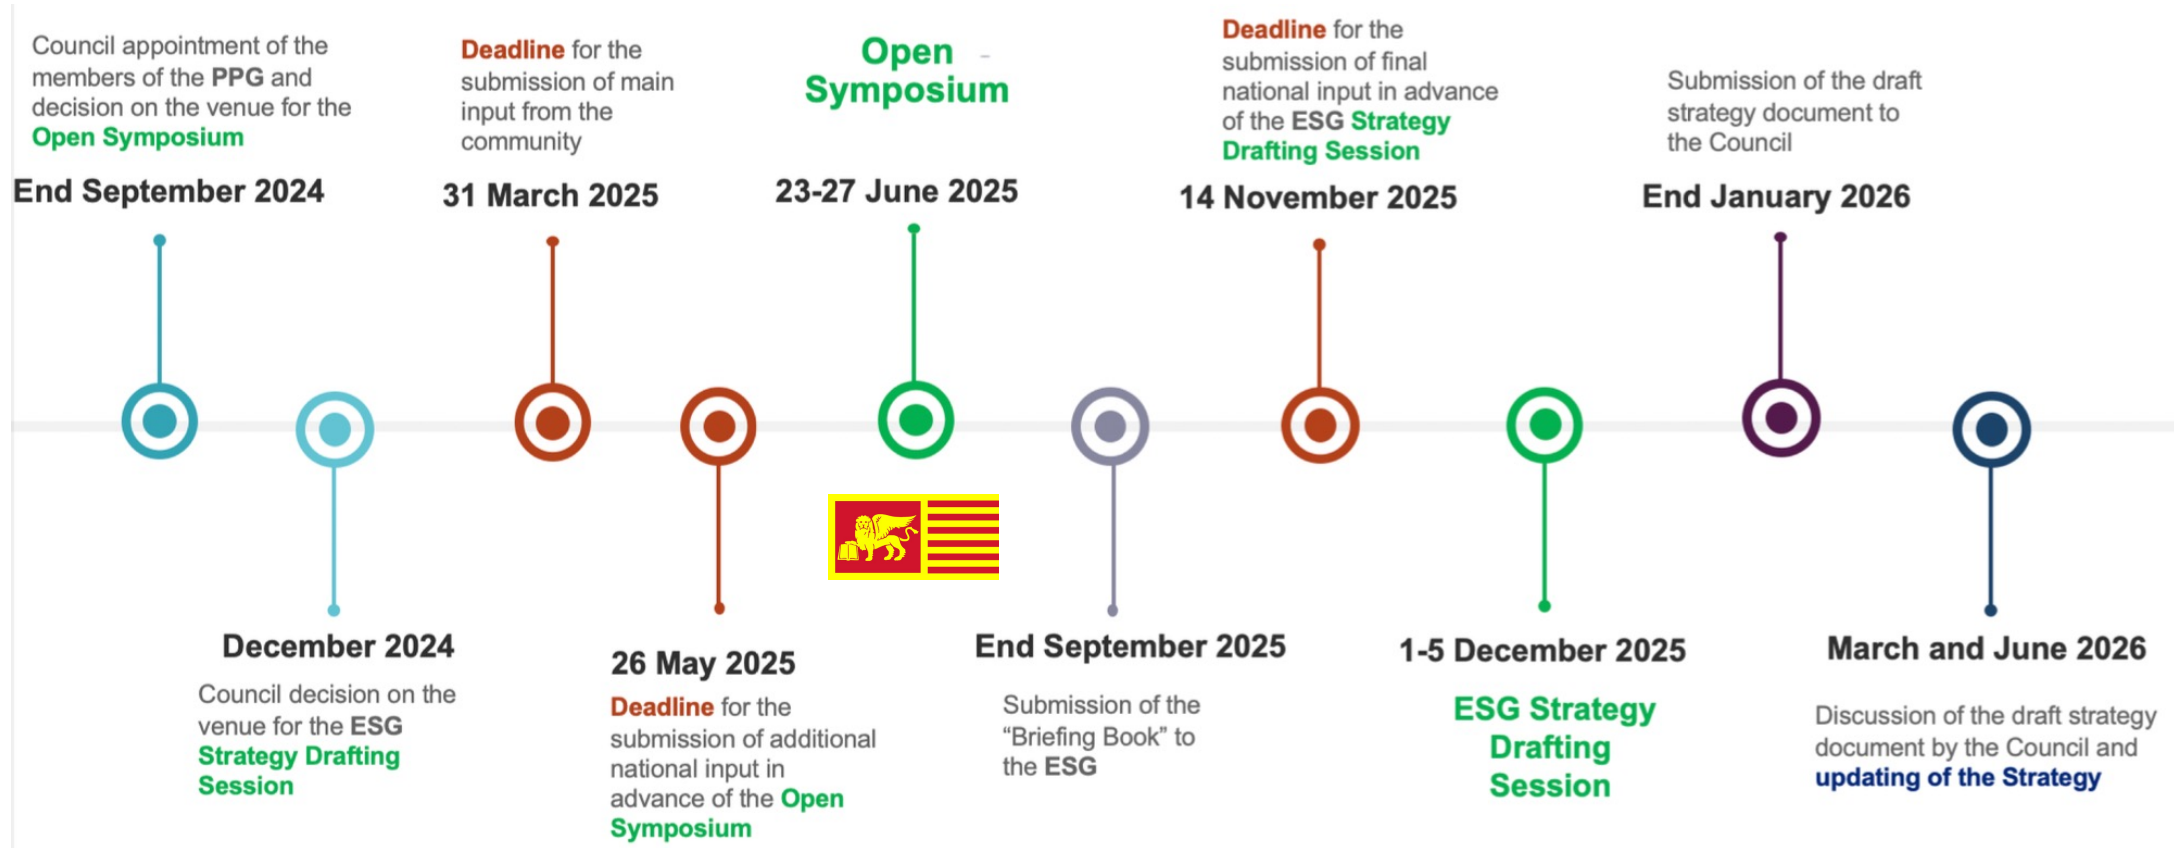 Council appointment of the
members of the PPG and
decision on the venue for the
Open Symposium
End September 2024
Deadline for the
submission of main
input from the
community
31 March 2025
Open
Symposium
23-27 June 2025
Deadline for the
submission of final
national input in advance
of the ESG Strategy
Drafting Session
14 November 2025
Submission of the draft
strategy document to
the Council
End January 2026
December 2024
Council decision on the
venue for the ESG
Strategy Drafting
Session
26 May 2025
Deadline for the
submission of additional
national input in
advance of the Open
Symposium
End September 2025
Submission of the
“Briefing Book” to
the ESG
1-5 December 2025
ESG Strategy
Drafting
Session
March and June 2026
Discussion of the draft strategy
document by the Council and
updating of the Strategy